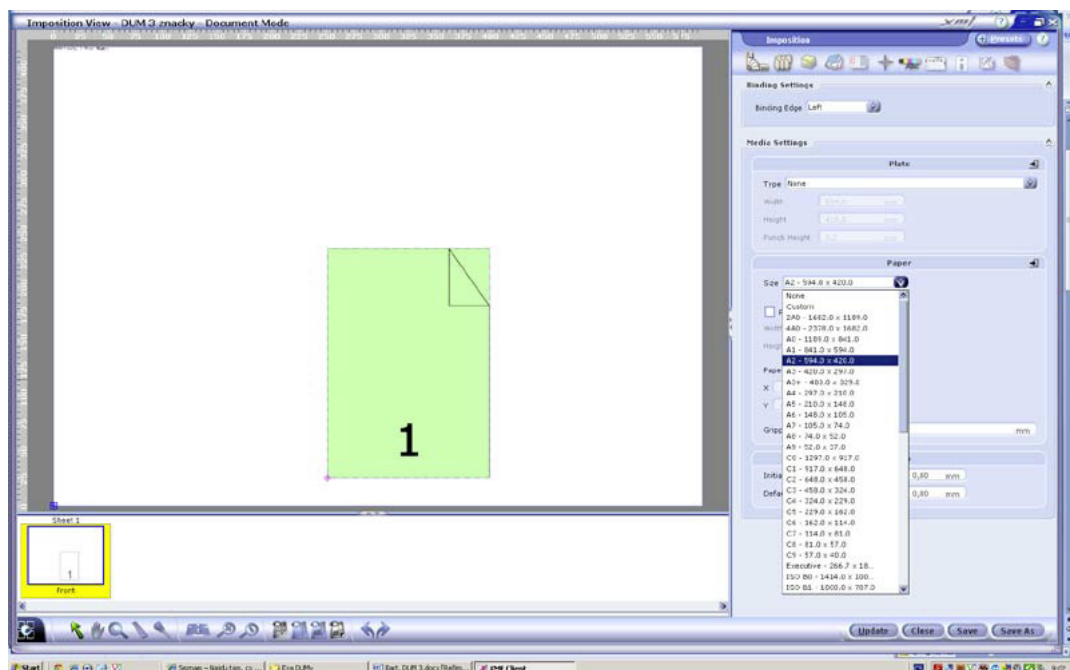 Imposition View - DUM 3 znacky - Document Mode
xmf
Imposition
Presets
Binding Settings
Binding Edge Left
Media Settings
Plate
Type None
Width
Height
Punch Height
Paper
Size A2 - 594.0 x 420.0
None
Custom
2A0 - 1682.0 x 1189.0
4A0 - 2378.0 x 1682.0
A0 - 1189.0 x 841.0
A1 - 841.0 x 594.0
A2 - 594.0 x 420.0
A3 - 420.0 x 297.0
A3+ - 483.0 x 329.0
A4 - 297.0 x 210.0
A5 - 210.0 x 148.0
A6 - 148.0 x 105.0
A7 - 105.0 x 74.0
A8 - 74.0 x 52.0
A9 - 52.0 x 37.0
C0 - 1297.0 x 917.0
C1 - 917.0 x 648.0
C2 - 648.0 x 458.0
C3 - 458.0 x 324.0
C4 - 324.0 x 229.0
C5 - 229.0 x 162.0
C6 - 162.0 x 114.0
C7 - 114.0 x 81.0
C8 - 81.0 x 57.0
C9 - 57.0 x 40.0
Executive - 266.7 x 18...
ISO B0 - 1414.0 x 100...
ISO B1 - 1000.0 x 707.0
X
Y
mm
0,80 mm
0,80 mm
1
Sheet 1
1
Front
Update Close Save Save As
Start
XMF Client